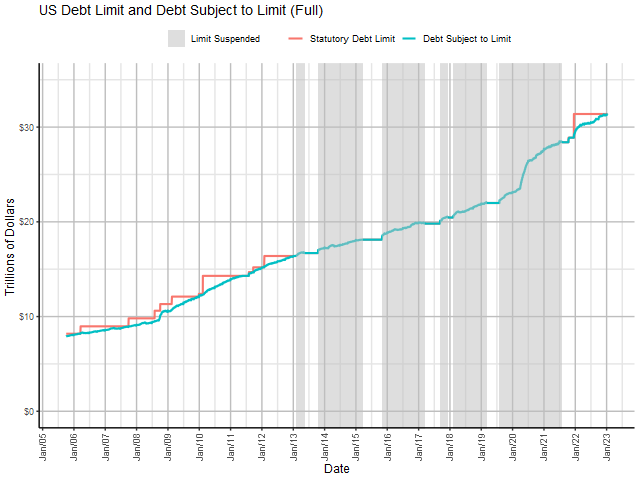 US Debt Limit and Debt Subject to Limit (Full)
Limit Suspended Statutory Debt Limit Debt Subject to Limit
Trillions of Dollars
$30
$20
$10
$0
Jan/05 Jan/06 Jan/07 Jan/08 Jan/09 Jan/10 Jan/11 Jan/12 Jan/13 Jan/14 Jan/15 Jan/16 Jan/17 Jan/18 Jan/19 Jan/20 Jan/21 Jan/22 Jan/23
Date